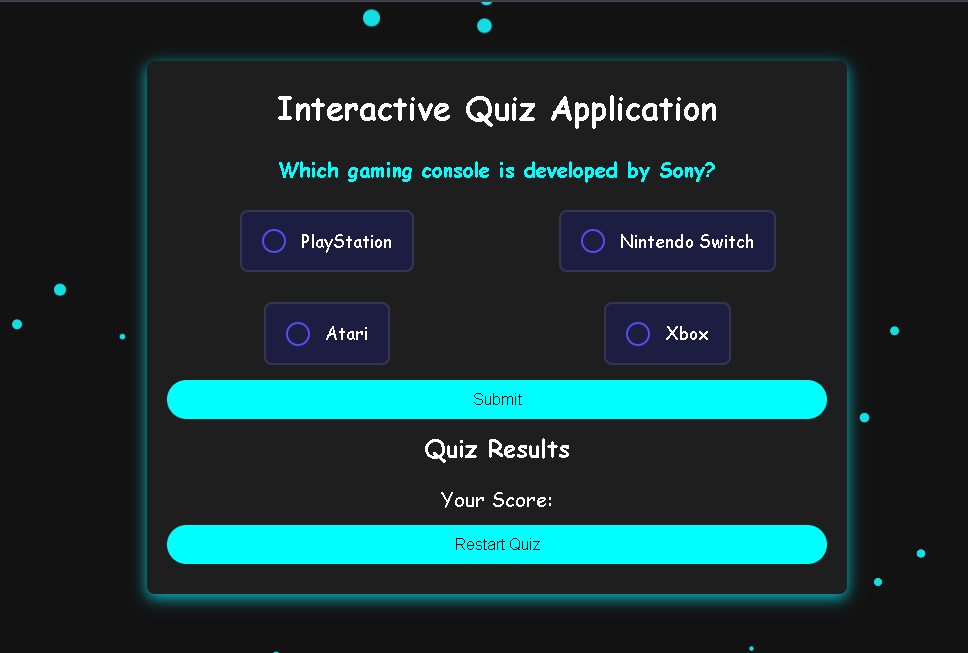 Interactive Quiz Application
Which gaming console is developed by Sony?
PlayStation
Nintendo Switch
Atari
Xbox
Submit
Quiz Results
Your Score:
Restart Quiz